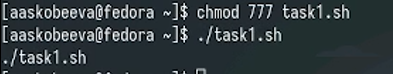 [aaskobeeva@fedora ~]$ chmod 777 task1.sh
[aaskobeeva@fedora ~]$ ./task1.sh
./task1.sh